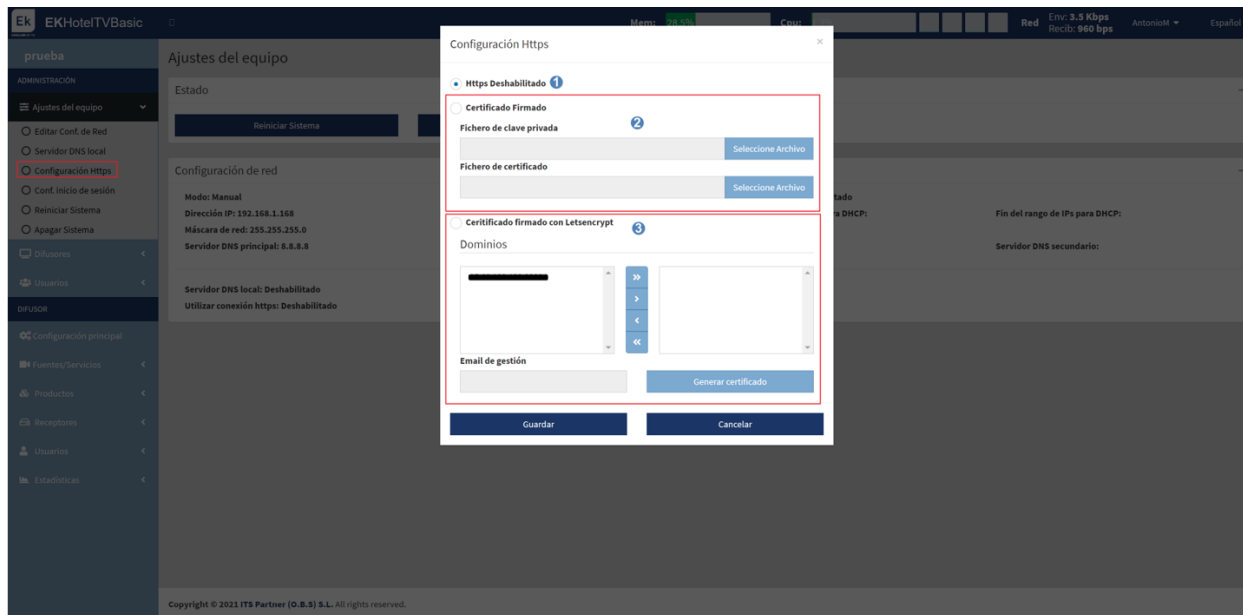 Ek EKHotelTVBasic
Mem: 28.5% Cpu: Red Env: 3.5 Kbps Recib: 960 bps AntonioM Español
prueba
ADMINISTRACIÓN
Ajustes del equipo
Editar Conf. de Red
Servidor DNS local
Configuración Https
Conf. inicio de sesión
Reiniciar Sistema
Apagar Sistema
Difusores
Usuarios
DIFUSOR
Configuración principal
Fuentes/Servicios
Productos
Receptores
Usuarios
Estadísticas
Ajustes del equipo
Estado
Reiniciar Sistema
Configuración de red
Modo: Manual
Dirección IP: 192.168.1.168
Máscara de red: 255.255.255.0
Servidor DNS principal: 8.8.8.8
Servidor DNS local: Deshabilitado
Utilizar conexión https: Deshabilitado
Configuración Https ×
Https Deshabilitado 1
Certificado Firmado
2
Fichero de clave privada
Seleccione Archivo
Fichero de certificado
Seleccione Archivo
Ceritificado firmado con Letsencrypt
3
Dominios
Email de gestión
Generar certificado
Guardar Cancelar
tado
ra DHCP: Fin del rango de IPs para DHCP:
Servidor DNS secundario:
Copyright © 2021 ITS Partner (O.B.S) S.L. All rights reserved.